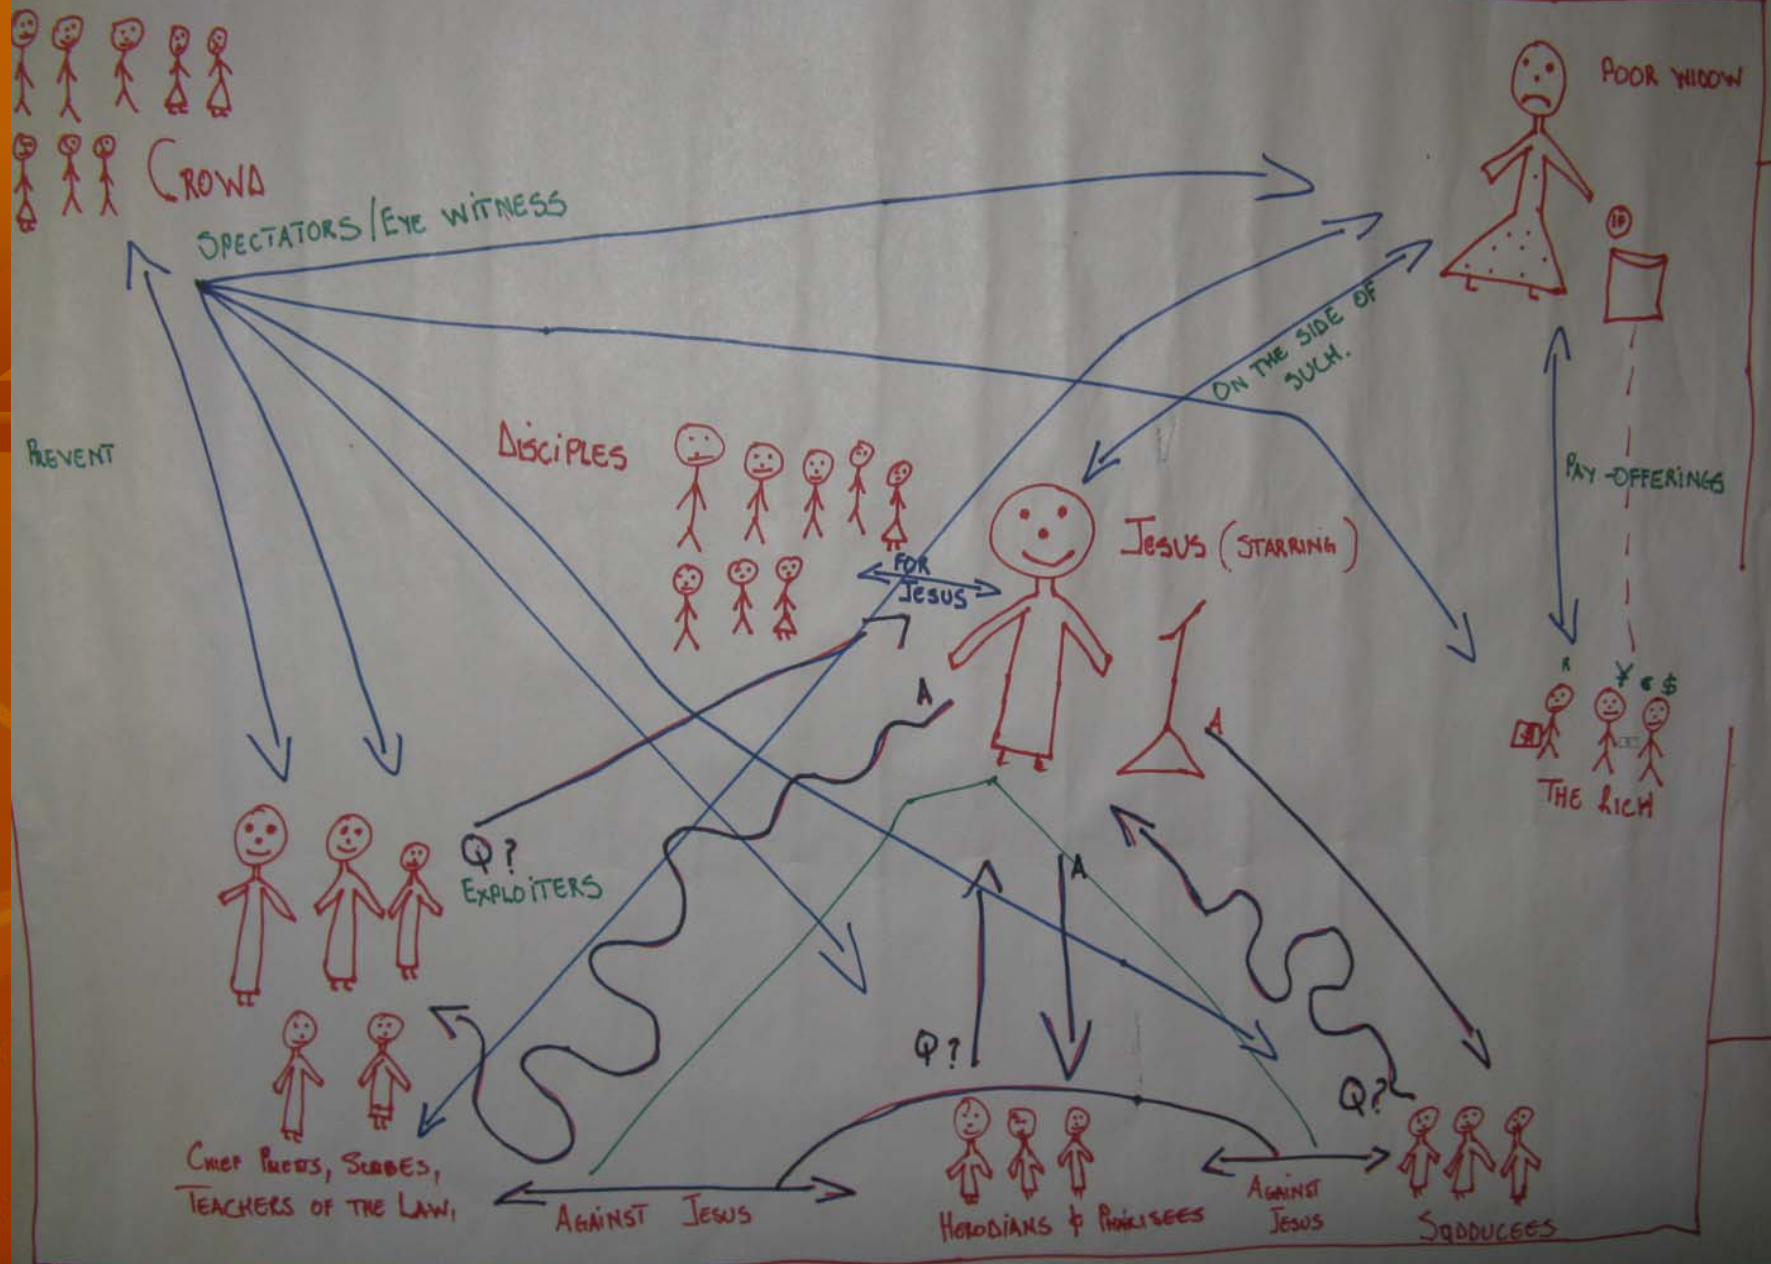 POOR WIDOW
CROWD
SPECTATORS/EYE WITNESS
1P
ON THE SIDE OF
SUCH.
PREVENT
DISCIPLES
PAY-OFFERINGS
JESUS (STARRING)
FOR
JESUS
A
R
¥ € $
A
THE RICH
Q?
EXPLOITERS
A
Q?
Q?
CHIEF PRIESTS, SCRIBES,
TEACHERS OF THE LAW,
AGAINST JESUS
HERODIANS & PHARISEES
AGAINST
JESUS
SADDUCEES